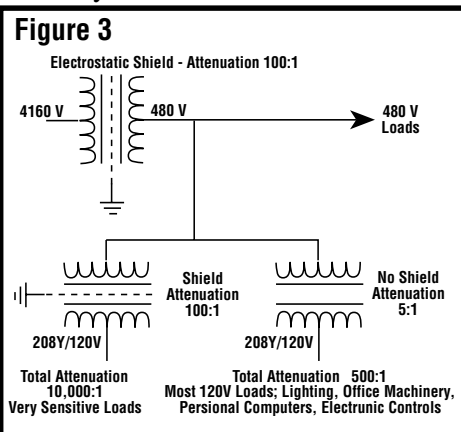 Figure 3
Electrostatic Shield - Attenuation 100:1
4160 V
480 V
480 V
Loads
Shield
Attenuation
100:1
No Shield
Attenuation
5:1
208Y/120V
208Y/120V
Total Attenuation
10,000:1
Very Sensitive Loads
Total Attenuation 500:1
Most 120V Loads; Lighting, Office Machinery,
Persional Computers, Electrunic Controls